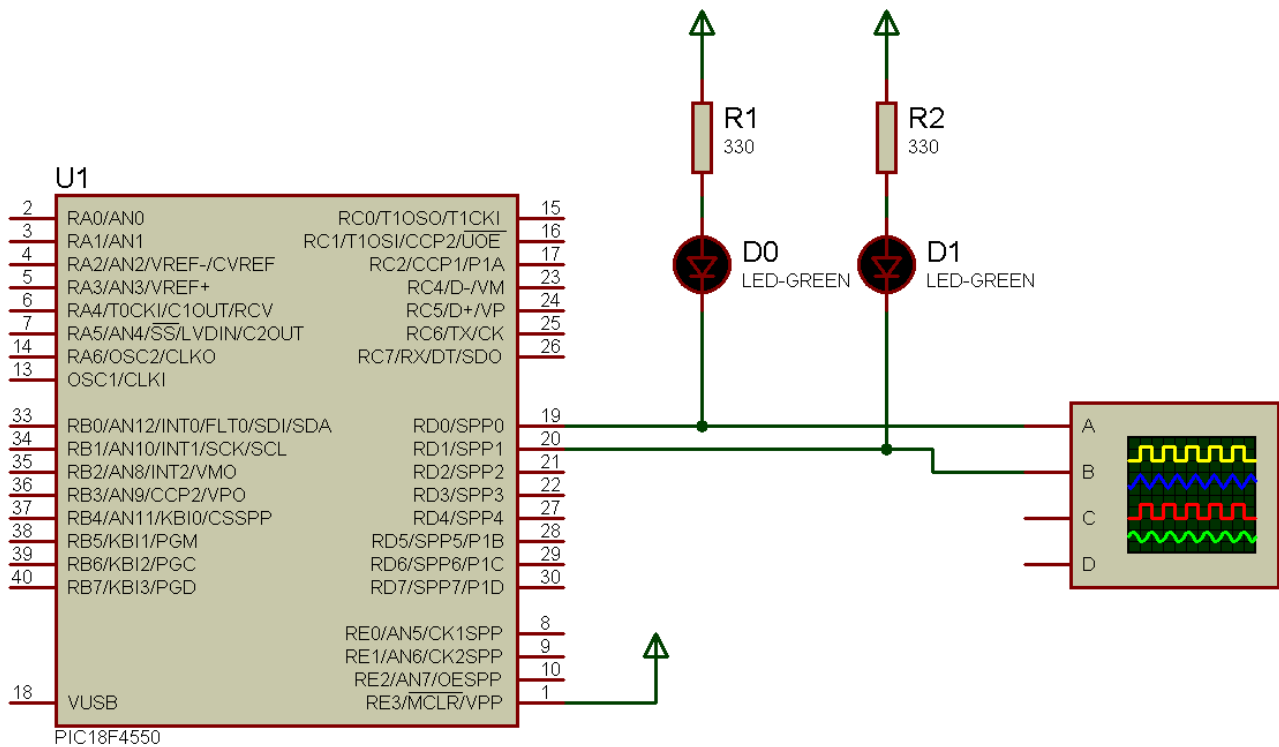 R1
330
R2
330
U1
D0
LED-GREEN
D1
LED-GREEN
2 RA0/AN0 RC0/T1OSO/T1CKI 15
3 RA1/AN1 RC1/T1OSI/CCP2/UOE 16
4 RA2/AN2/VREF-/CVREF RC2/CCP1/P1A 17
5 RA3/AN3/VREF+ RC4/D-/VM 23
6 RA4/T0CKI/C1OUT/RCV RC5/D+/VP 24
7 RA5/AN4/SS/LVDIN/C2OUT RC6/TX/CK 25
14 RA6/OSC2/CLKO RC7/RX/DT/SDO 26
13 OSC1/CLKI
33 RB0/AN12/INT0/FLT0/SDI/SDA RD0/SPP0 19
34 RB1/AN10/INT1/SCK/SCL RD1/SPP1 20
35 RB2/AN8/INT2/VMO RD2/SPP2 21
36 RB3/AN9/CCP2/VPO RD3/SPP3 22
37 RB4/AN11/KBI0/CSSPP RD4/SPP4 27
38 RB5/KBI1/PGM RD5/SPP5/P1B 28
39 RB6/KBI2/PGC RD6/SPP6/P1C 29
40 RB7/KBI3/PGD RD7/SPP7/P1D 30
RE0/AN5/CK1SPP 8
RE1/AN6/CK2SPP 9
RE2/AN7/OESPP 10
18 VUSB RE3/MCLR/VPP 1
PIC18F4550
A
B
C
D